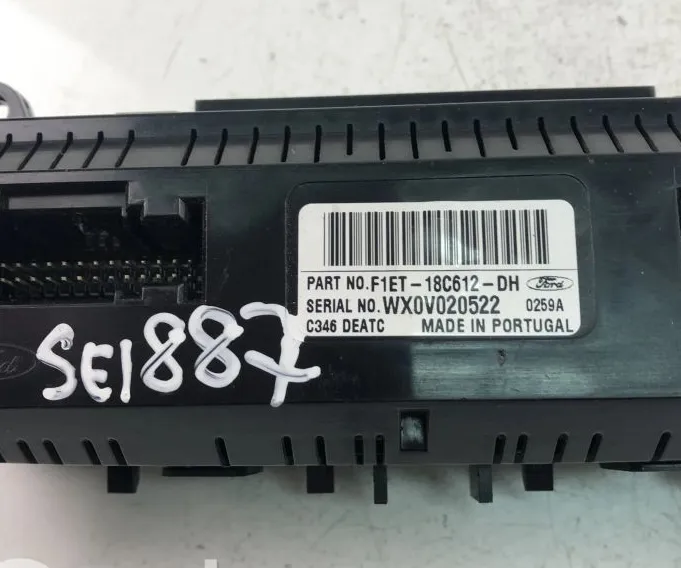 PART NO.F1ET-18C612-DH Ford
SERIAL NO.WX0V020522 0259A
C346 DEATC MADE IN PORTUGAL
SE1887